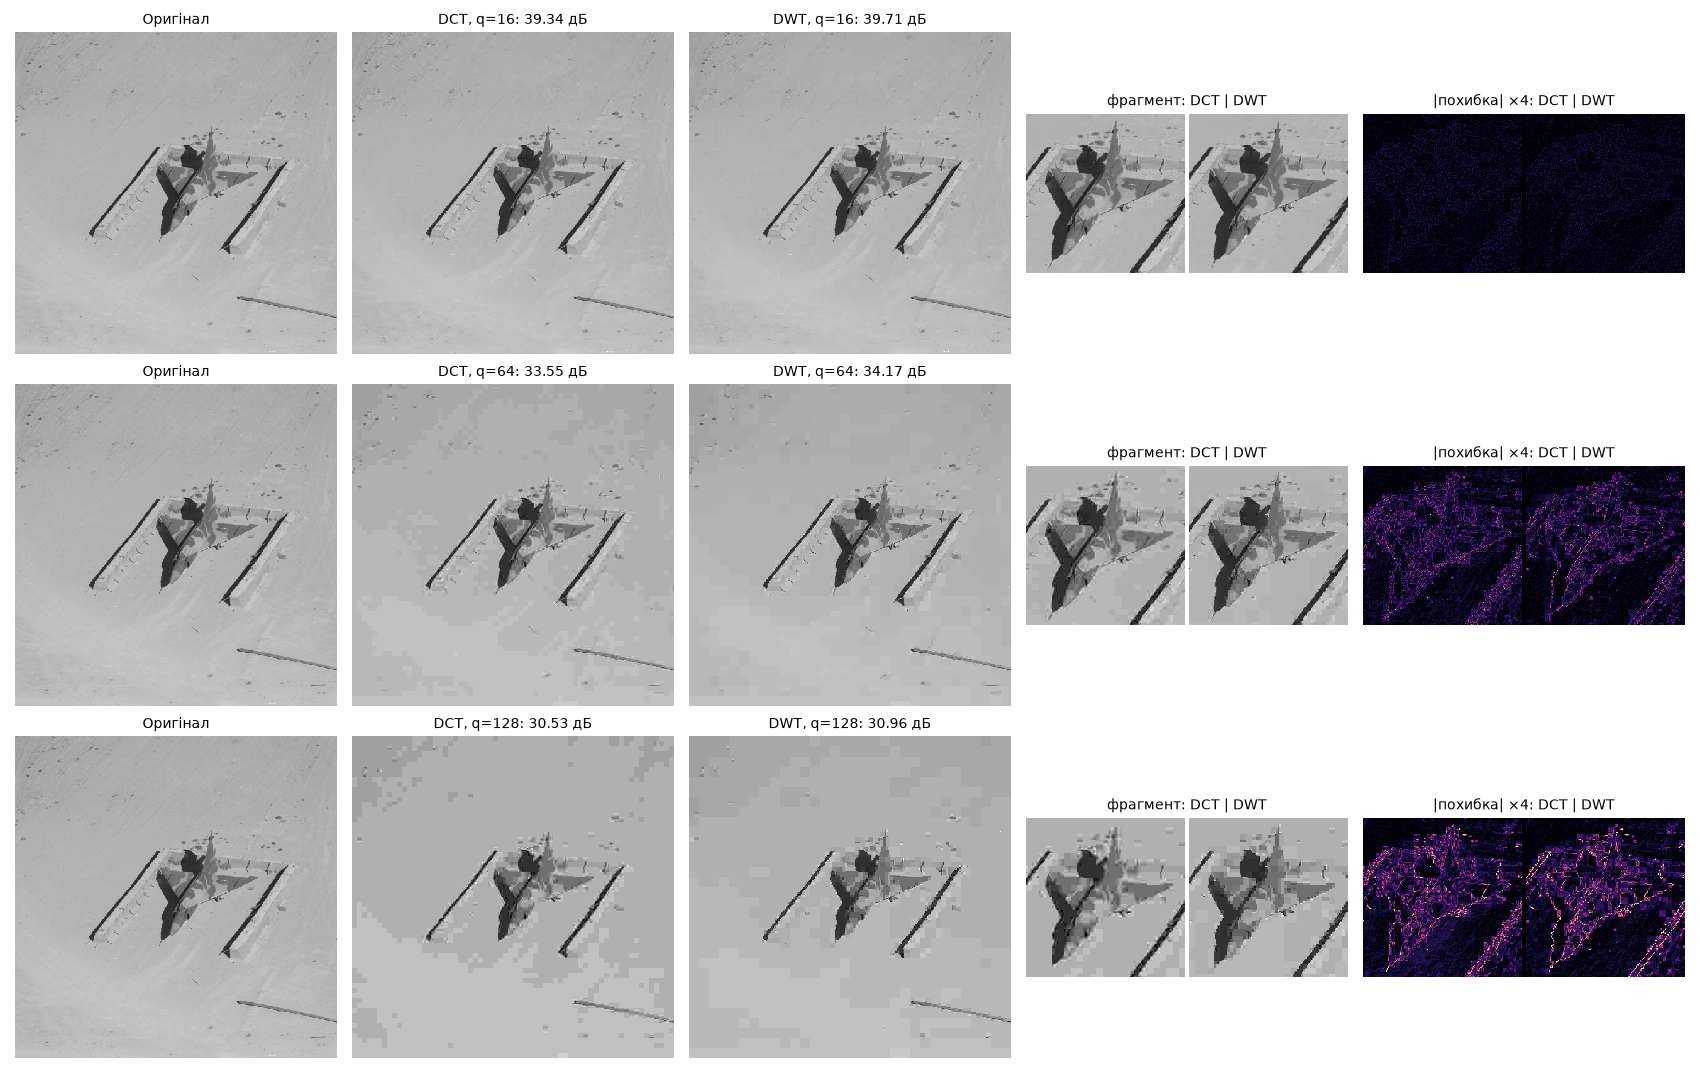 Оригінал
DCT, q=16: 39.34 дБ
DWT, q=16: 39.71 дБ
фрагмент: DCT | DWT
|похибка| ×4: DCT | DWT
Оригінал
DCT, q=64: 33.55 дБ
DWT, q=64: 34.17 дБ
фрагмент: DCT | DWT
|похибка| ×4: DCT | DWT
Оригінал
DCT, q=128: 30.53 дБ
DWT, q=128: 30.96 дБ
фрагмент: DCT | DWT
|похибка| ×4: DCT | DWT